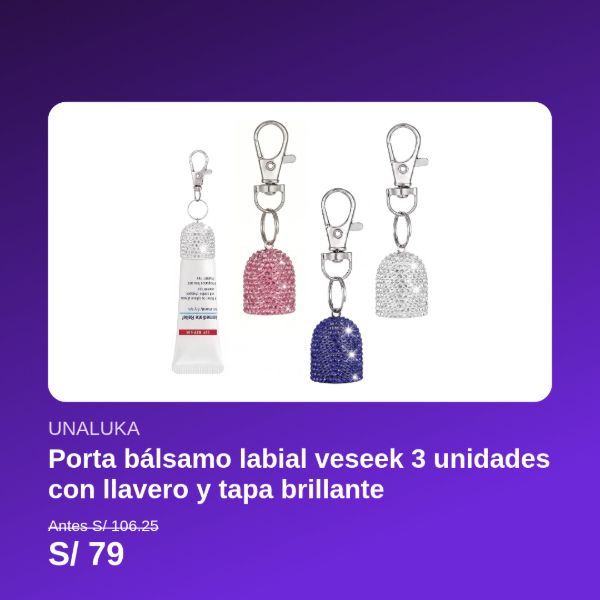 UNALUKA
Porta bálsamo labial veseek 3 unidades
con llavero y tapa brillante
Antes S/ 106.25
S/ 79